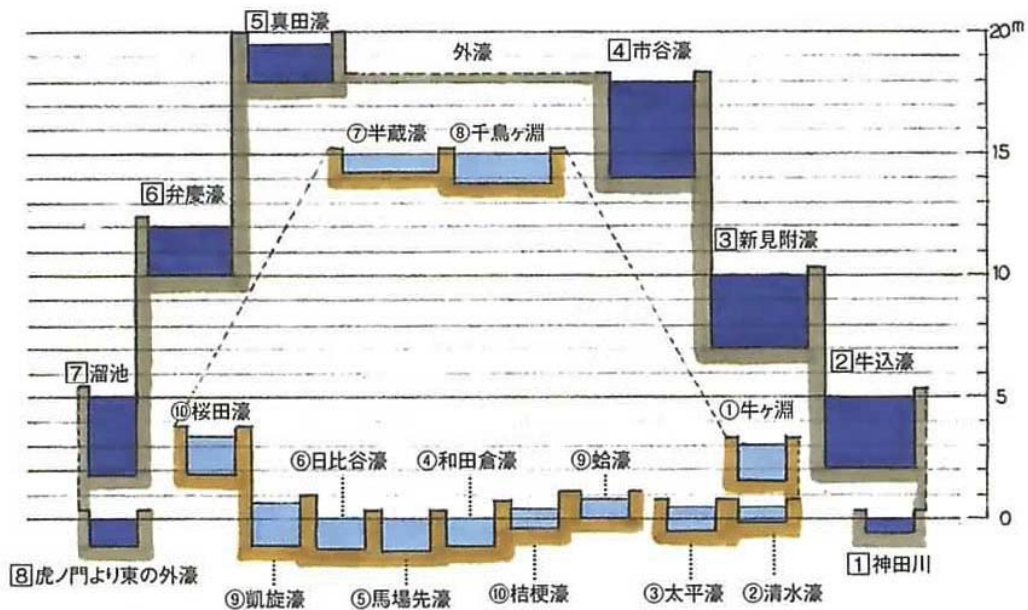 5 真田濠
20m
外濠
4 市谷濠
⑦半蔵濠
⑧千鳥ヶ淵
15
6 弁慶濠
3 新見附濠
10
7 溜池
2 牛込濠
5
⑩桜田濠
①牛ヶ淵
⑥日比谷濠
④和田倉濠
⑨蛤濠
0
8 虎ノ門より東の外濠
1 神田川
⑨凱旋濠
⑤馬場先濠
⑩桔梗濠
③太平濠
②清水濠